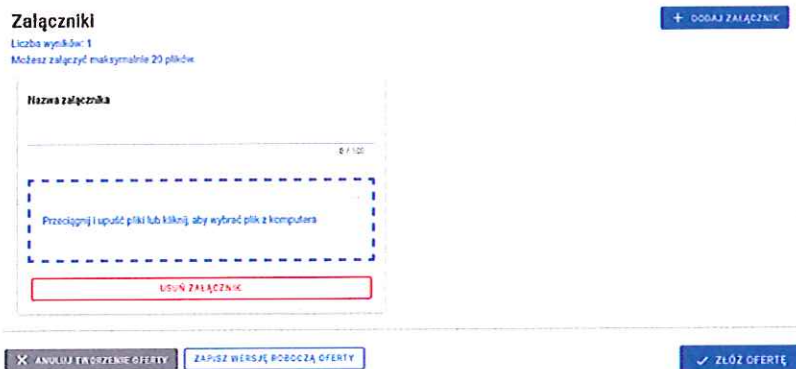 Załączniki
+ DODAJ ZAŁĄCZNIK
Liczba wyników: 1
Możesz załączyć maksymalnie 20 plików
Nazwa załącznika
0 / 100
Przeciągnij i upuść pliki lub kliknij, aby wybrać plik z komputera
USUŃ ZAŁĄCZNIK
X ANULUJ TWORZENIE OFERTY
ZAPISZ WERSJĘ ROBOCZĄ OFERTY
✓ ZŁÓŻ OFERTĘ